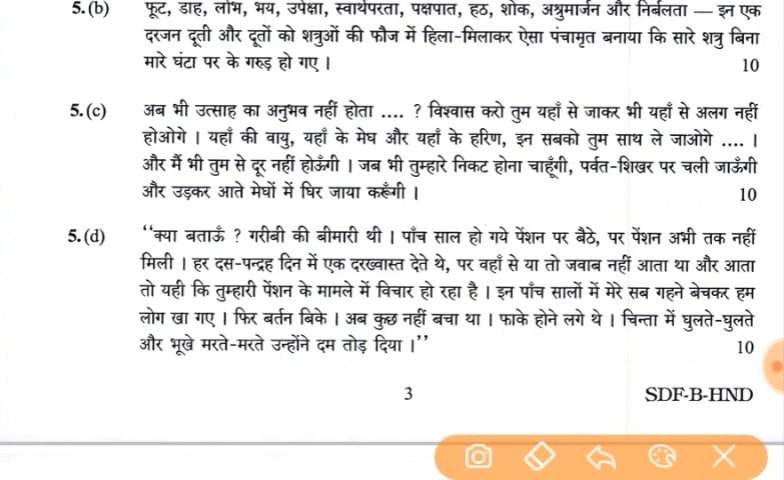 5. (b) फूट, डाह, लोभ, भय, उपेक्षा, स्वार्थपरता, पक्षपात, हठ, शोक, अश्रुमार्जन और निर्बलता — इन एक
दरजन दूती और दूतों को शत्रुओं की फौज में हिला-मिलाकर ऐसा पंचामृत बनाया कि सारे शत्रु बिना
मारे घंटा पर के गरुड़ हो गए । 10
5. (c) अब भी उत्साह का अनुभव नहीं होता .... ? विश्वास करो तुम यहाँ से जाकर भी यहाँ से अलग नहीं
होओगे । यहाँ की वायु, यहाँ के मेघ और यहाँ के हरिण, इन सबको तुम साथ ले जाओगे .... ।
और मैं भी तुम से दूर नहीं होऊँगी । जब भी तुम्हारे निकट होना चाहूँगी, पर्वत-शिखर पर चली जाऊँगी
और उड़कर आते मेघों में घिर जाया करूँगी । 10
5. (d) “क्या बताऊँ ? गरीबी की बीमारी थी । पाँच साल हो गये पेंशन पर बैठे, पर पेंशन अभी तक नहीं
मिली । हर दस-पन्द्रह दिन में एक दरख्वास्त देते थे, पर वहाँ से या तो जवाब नहीं आता था और आता
तो यही कि तुम्हारी पेंशन के मामले में विचार हो रहा है । इन पाँच सालों में मेरे सब गहने बेचकर हम
लोग खा गए । फिर बर्तन बिके । अब कुछ नहीं बचा था । फाके होने लगे थे । चिन्ता में घुलते-घुलते
और भूखे मरते-मरते उन्होंने दम तोड़ दिया ।” 10
3 SDF-B-HND